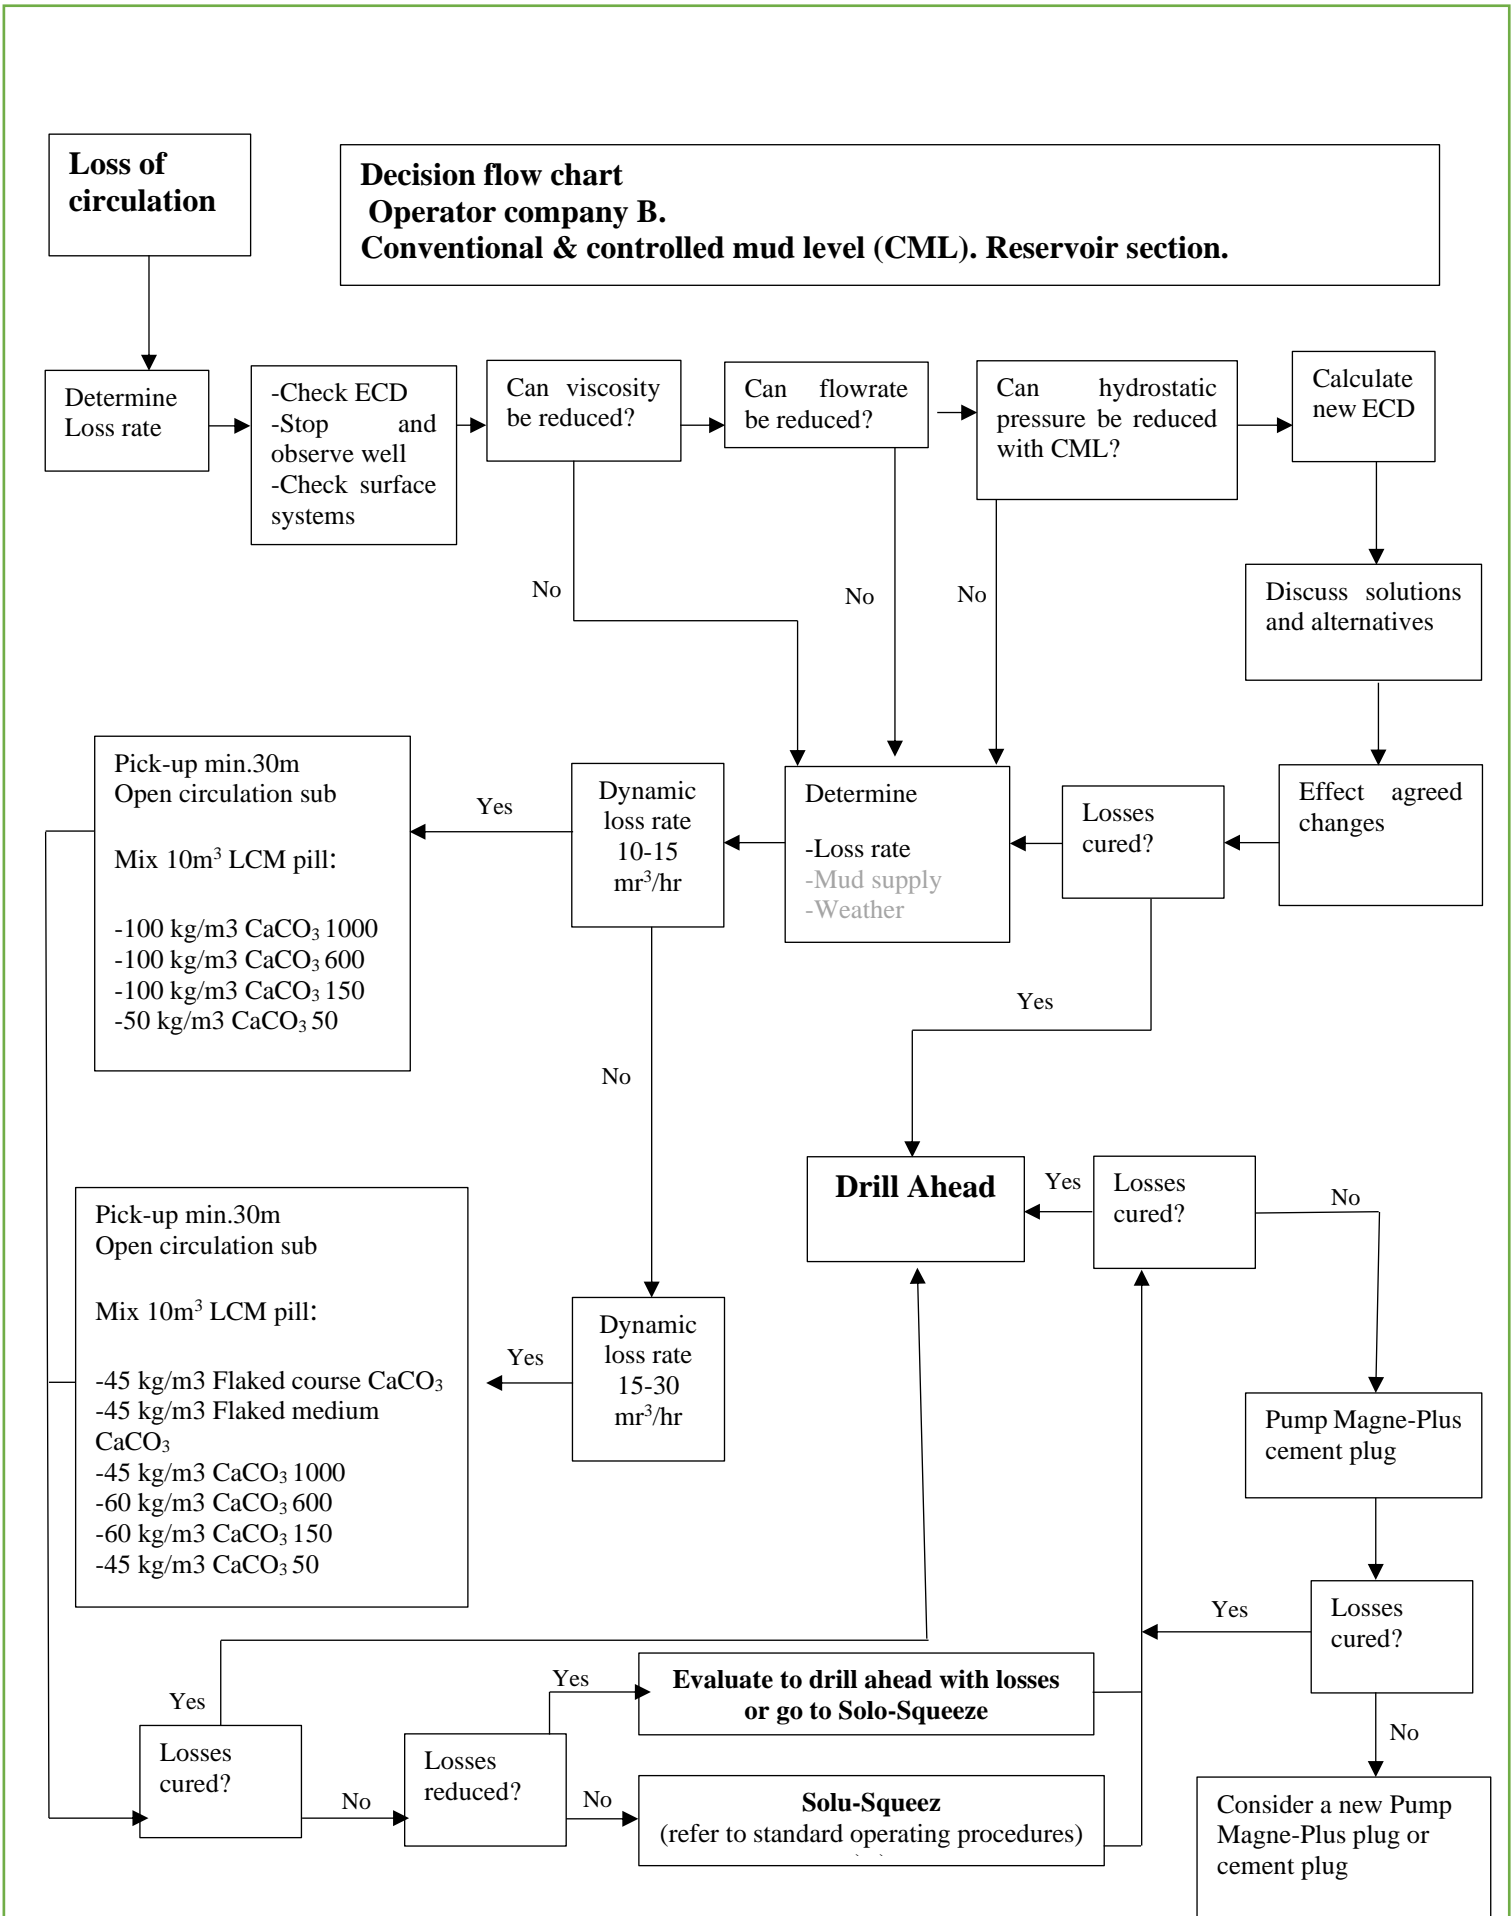 Loss of
circulation
Decision flow chart
Operator company B.
Conventional & controlled mud level (CML). Reservoir section.
Determine
Loss rate
-Check ECD
-Stop and
observe well
-Check surface
systems
Can viscosity
be reduced?
Can flowrate
be reduced?
Can hydrostatic
pressure be reduced
with CML?
Calculate
new ECD
No
No
No
Discuss solutions
and alternatives
Effect agreed
changes
Losses
cured?
Determine
-Loss rate
-Mud supply
-Weather
Dynamic
loss rate
10-15
mr³/hr
Yes
Pick-up min.30m
Open circulation sub
Mix 10m³ LCM pill:
-100 kg/m3 CaCO₃ 1000
-100 kg/m3 CaCO₃ 600
-100 kg/m3 CaCO₃ 150
-50 kg/m3 CaCO₃ 50
Yes
No
Drill Ahead
Yes
Losses
cured?
No
Pick-up min.30m
Open circulation sub
Mix 10m³ LCM pill:
-45 kg/m3 Flaked course CaCO₃
-45 kg/m3 Flaked medium
CaCO₃
-45 kg/m3 CaCO₃ 1000
-60 kg/m3 CaCO₃ 600
-60 kg/m3 CaCO₃ 150
-45 kg/m3 CaCO₃ 50
Yes
Dynamic
loss rate
15-30
mr³/hr
Pump Magne-Plus
cement plug
Yes
Losses
cured?
No
Yes
Losses
cured?
No
Losses
reduced?
Yes
Evaluate to drill ahead with losses
or go to Solo-Squeeze
No
Solu-Squeez
(refer to standard operating procedures)
Consider a new Pump
Magne-Plus plug or
cement plug